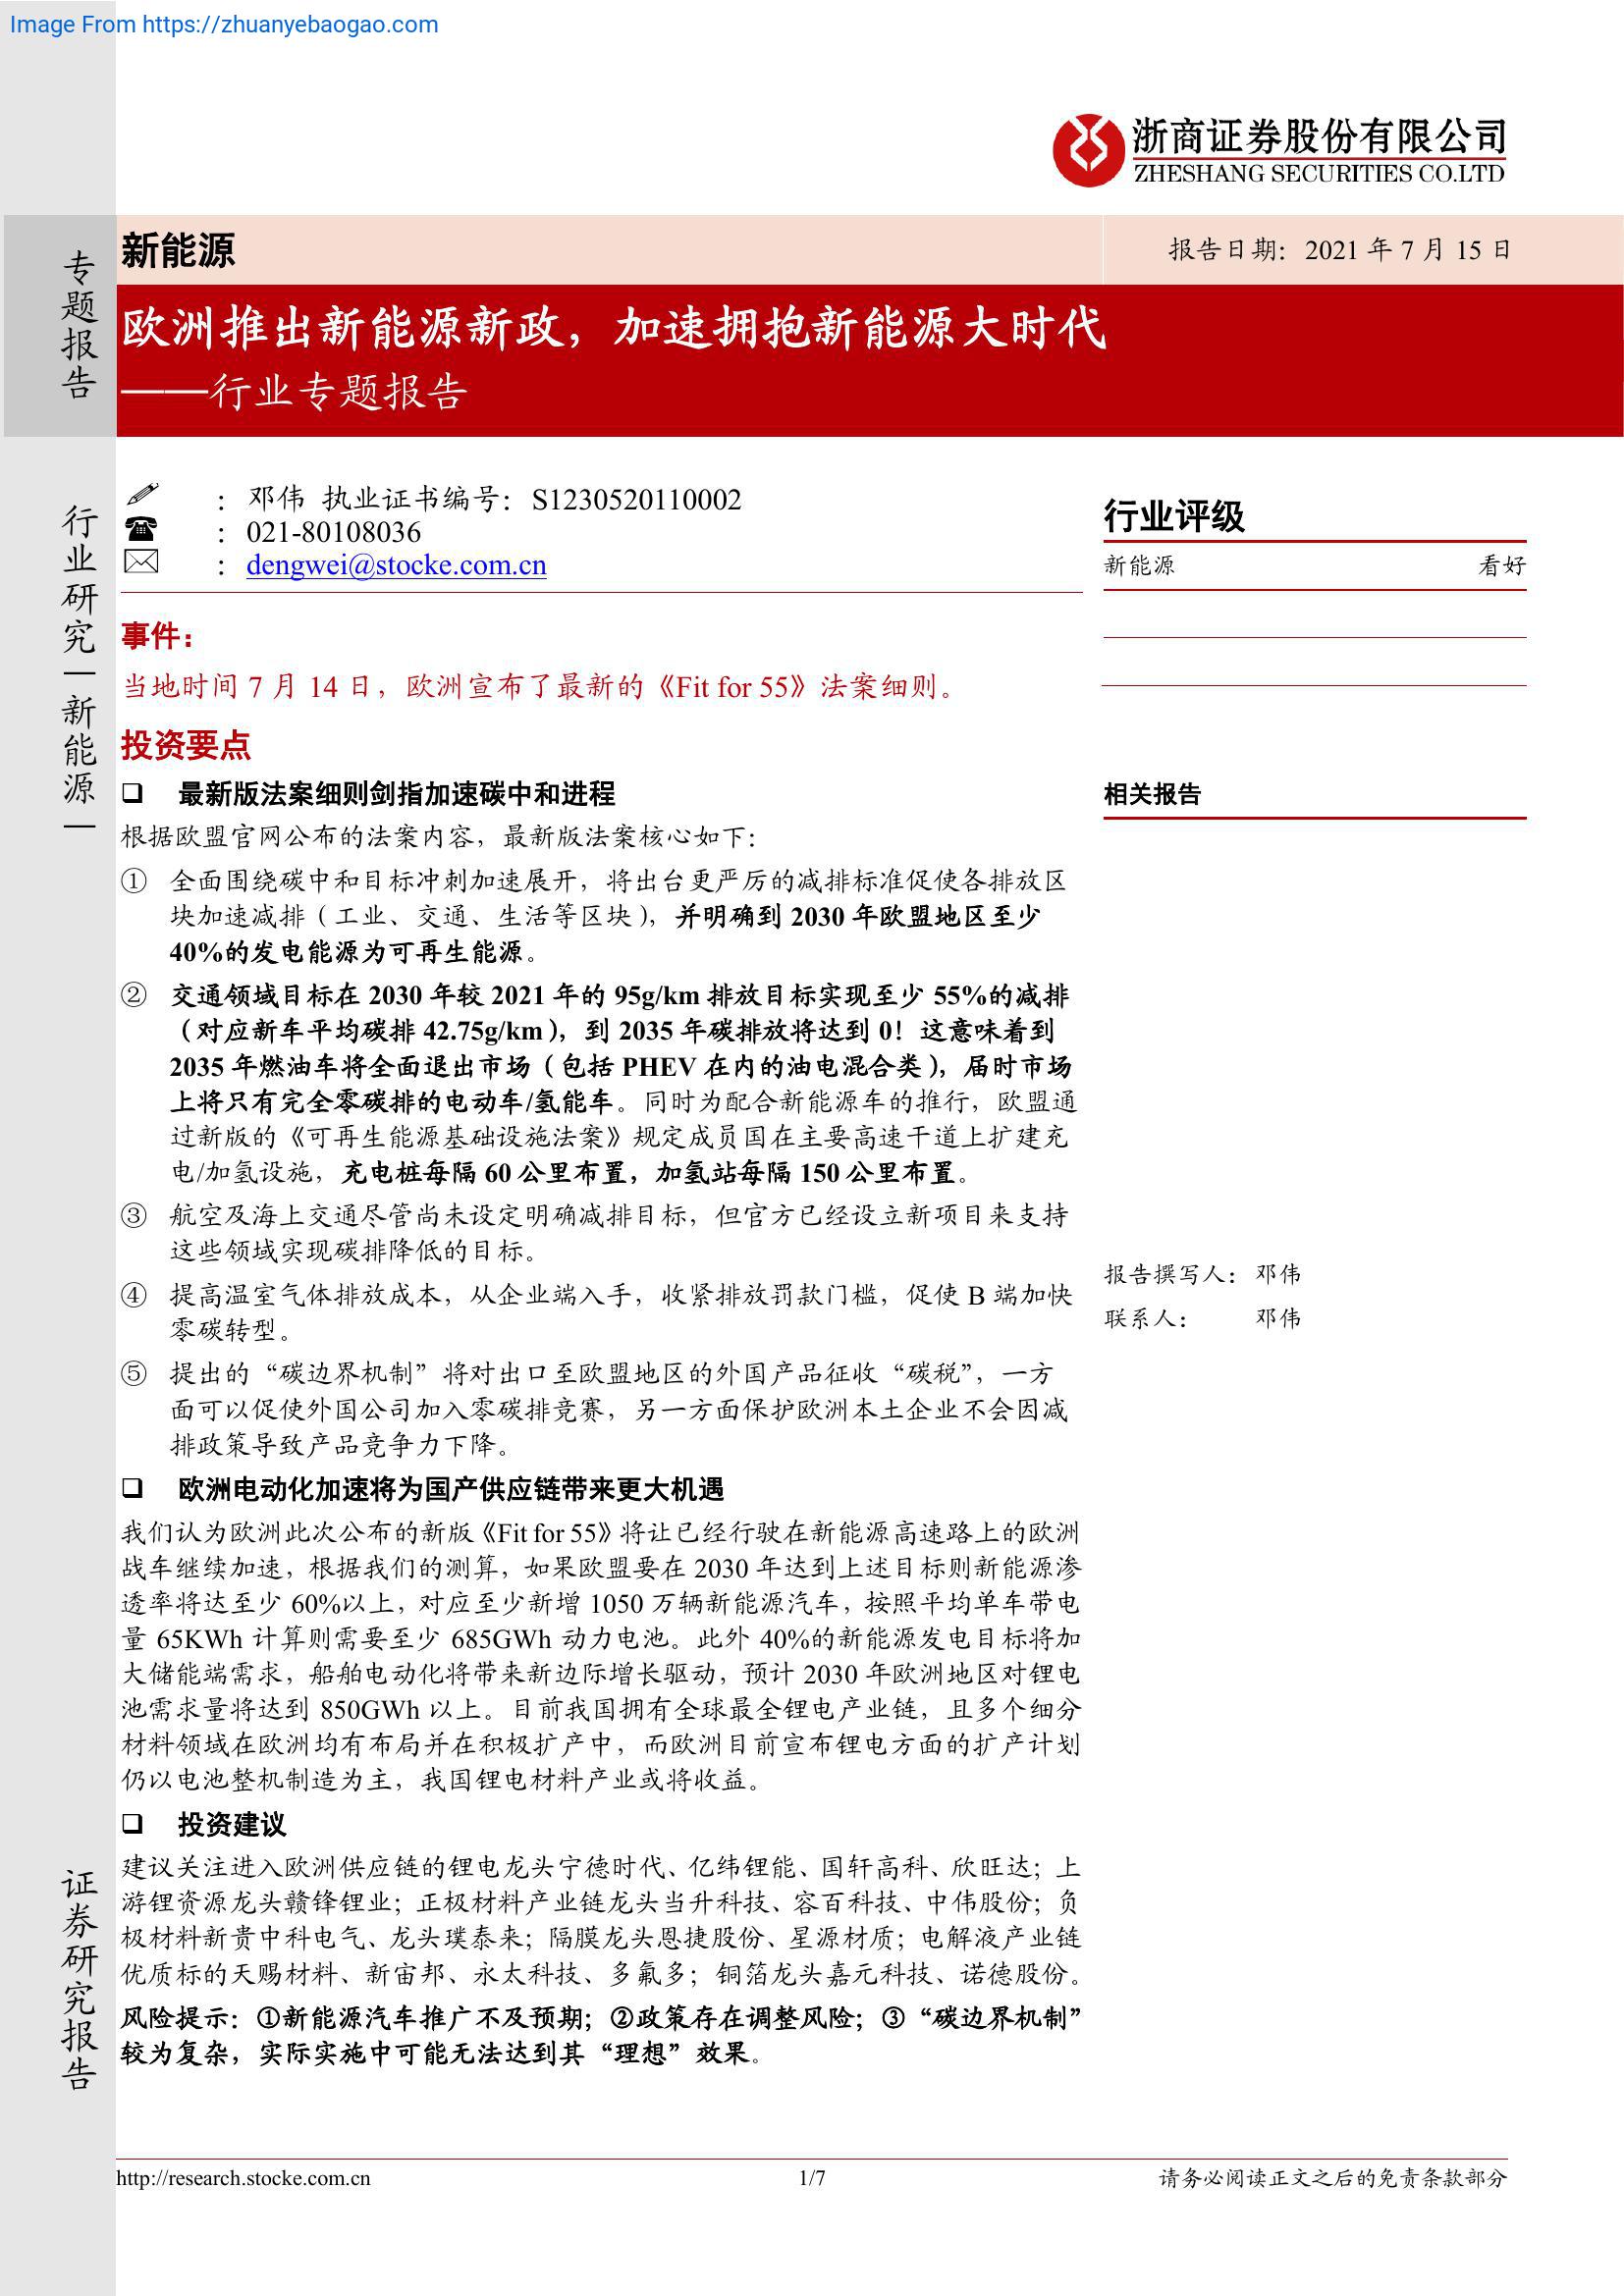 Image From https://zhuanyebaogao.com
浙商证券股份有限公司
ZHESHANG SECURITIES CO.LTD
专题报告
新能源
报告日期：2021 年 7 月 15 日
欧洲推出新能源新政，加速拥抱新能源大时代
——行业专题报告
行业研究｜新能源｜
：邓伟 执业证书编号：S1230520110002
：021-80108036
：dengwei@stocke.com.cn
行业评级
新能源 看好
事件：
当地时间 7 月 14 日，欧洲宣布了最新的《Fit for 55》法案细则。
投资要点
❑ 最新版法案细则剑指加速碳中和进程
根据欧盟官网公布的法案内容，最新版法案核心如下：
① 全面围绕碳中和目标冲刺加速展开，将出台更严厉的减排标准促使各排放区
块加速减排（工业、交通、生活等区块），并明确到 2030 年欧盟地区至少
40%的发电能源为可再生能源。
② 交通领域目标在 2030 年较 2021 年的 95g/km 排放目标实现至少 55%的减排
（对应新车平均碳排 42.75g/km），到 2035 年碳排放将达到 0！这意味着到
2035 年燃油车将全面退出市场（包括 PHEV 在内的油电混合类），届时市场
上将只有完全零碳排的电动车/氢能车。同时为配合新能源车的推行，欧盟通
过新版的《可再生能源基础设施法案》规定成员国在主要高速干道上扩建充
电/加氢设施，充电桩每隔 60 公里布置，加氢站每隔 150 公里布置。
③ 航空及海上交通尽管尚未设定明确减排目标，但官方已经设立新项目来支持
这些领域实现碳排降低的目标。
④ 提高温室气体排放成本，从企业端入手，收紧排放罚款门槛，促使 B 端加快
零碳转型。
⑤ 提出的“碳边界机制”将对出口至欧盟地区的外国产品征收“碳税”，一方
面可以促使外国公司加入零碳排竞赛，另一方面保护欧洲本土企业不会因减
排政策导致产品竞争力下降。
❑ 欧洲电动化加速将为国产供应链带来更大机遇
我们认为欧洲此次公布的新版《Fit for 55》将让已经行驶在新能源高速路上的欧洲
战车继续加速，根据我们的测算，如果欧盟要在 2030 年达到上述目标则新能源渗
透率将达至少 60%以上，对应至少新增 1050 万辆新能源汽车，按照平均单车带电
量 65KWh 计算则需要至少 685GWh 动力电池。此外 40%的新能源发电目标将加
大储能端需求，船舶电动化将带来新边际增长驱动，预计 2030 年欧洲地区对锂电
池需求量将达到 850GWh 以上。目前我国拥有全球最全锂电产业链，且多个细分
材料领域在欧洲均有布局并在积极扩产中，而欧洲目前宣布锂电方面的扩产计划
仍以电池整机制造为主，我国锂电材料产业或将收益。
❑ 投资建议
建议关注进入欧洲供应链的锂电龙头宁德时代、亿纬锂能、国轩高科、欣旺达；上
游锂资源龙头赣锋锂业；正极材料产业链龙头当升科技、容百科技、中伟股份；负
极材料新贵中科电气、龙头璞泰来；隔膜龙头恩捷股份、星源材质；电解液产业链
优质标的天赐材料、新宙邦、永太科技、多氟多；铜箔龙头嘉元科技、诺德股份。
风险提示：①新能源汽车推广不及预期；②政策存在调整风险；③“碳边界机制”
较为复杂，实际实施中可能无法达到其“理想”效果。
相关报告
报告撰写人：邓伟
联系人： 邓伟
证券研究报告
http://research.stocke.com.cn
1/7
请务必阅读正文之后的免责条款部分